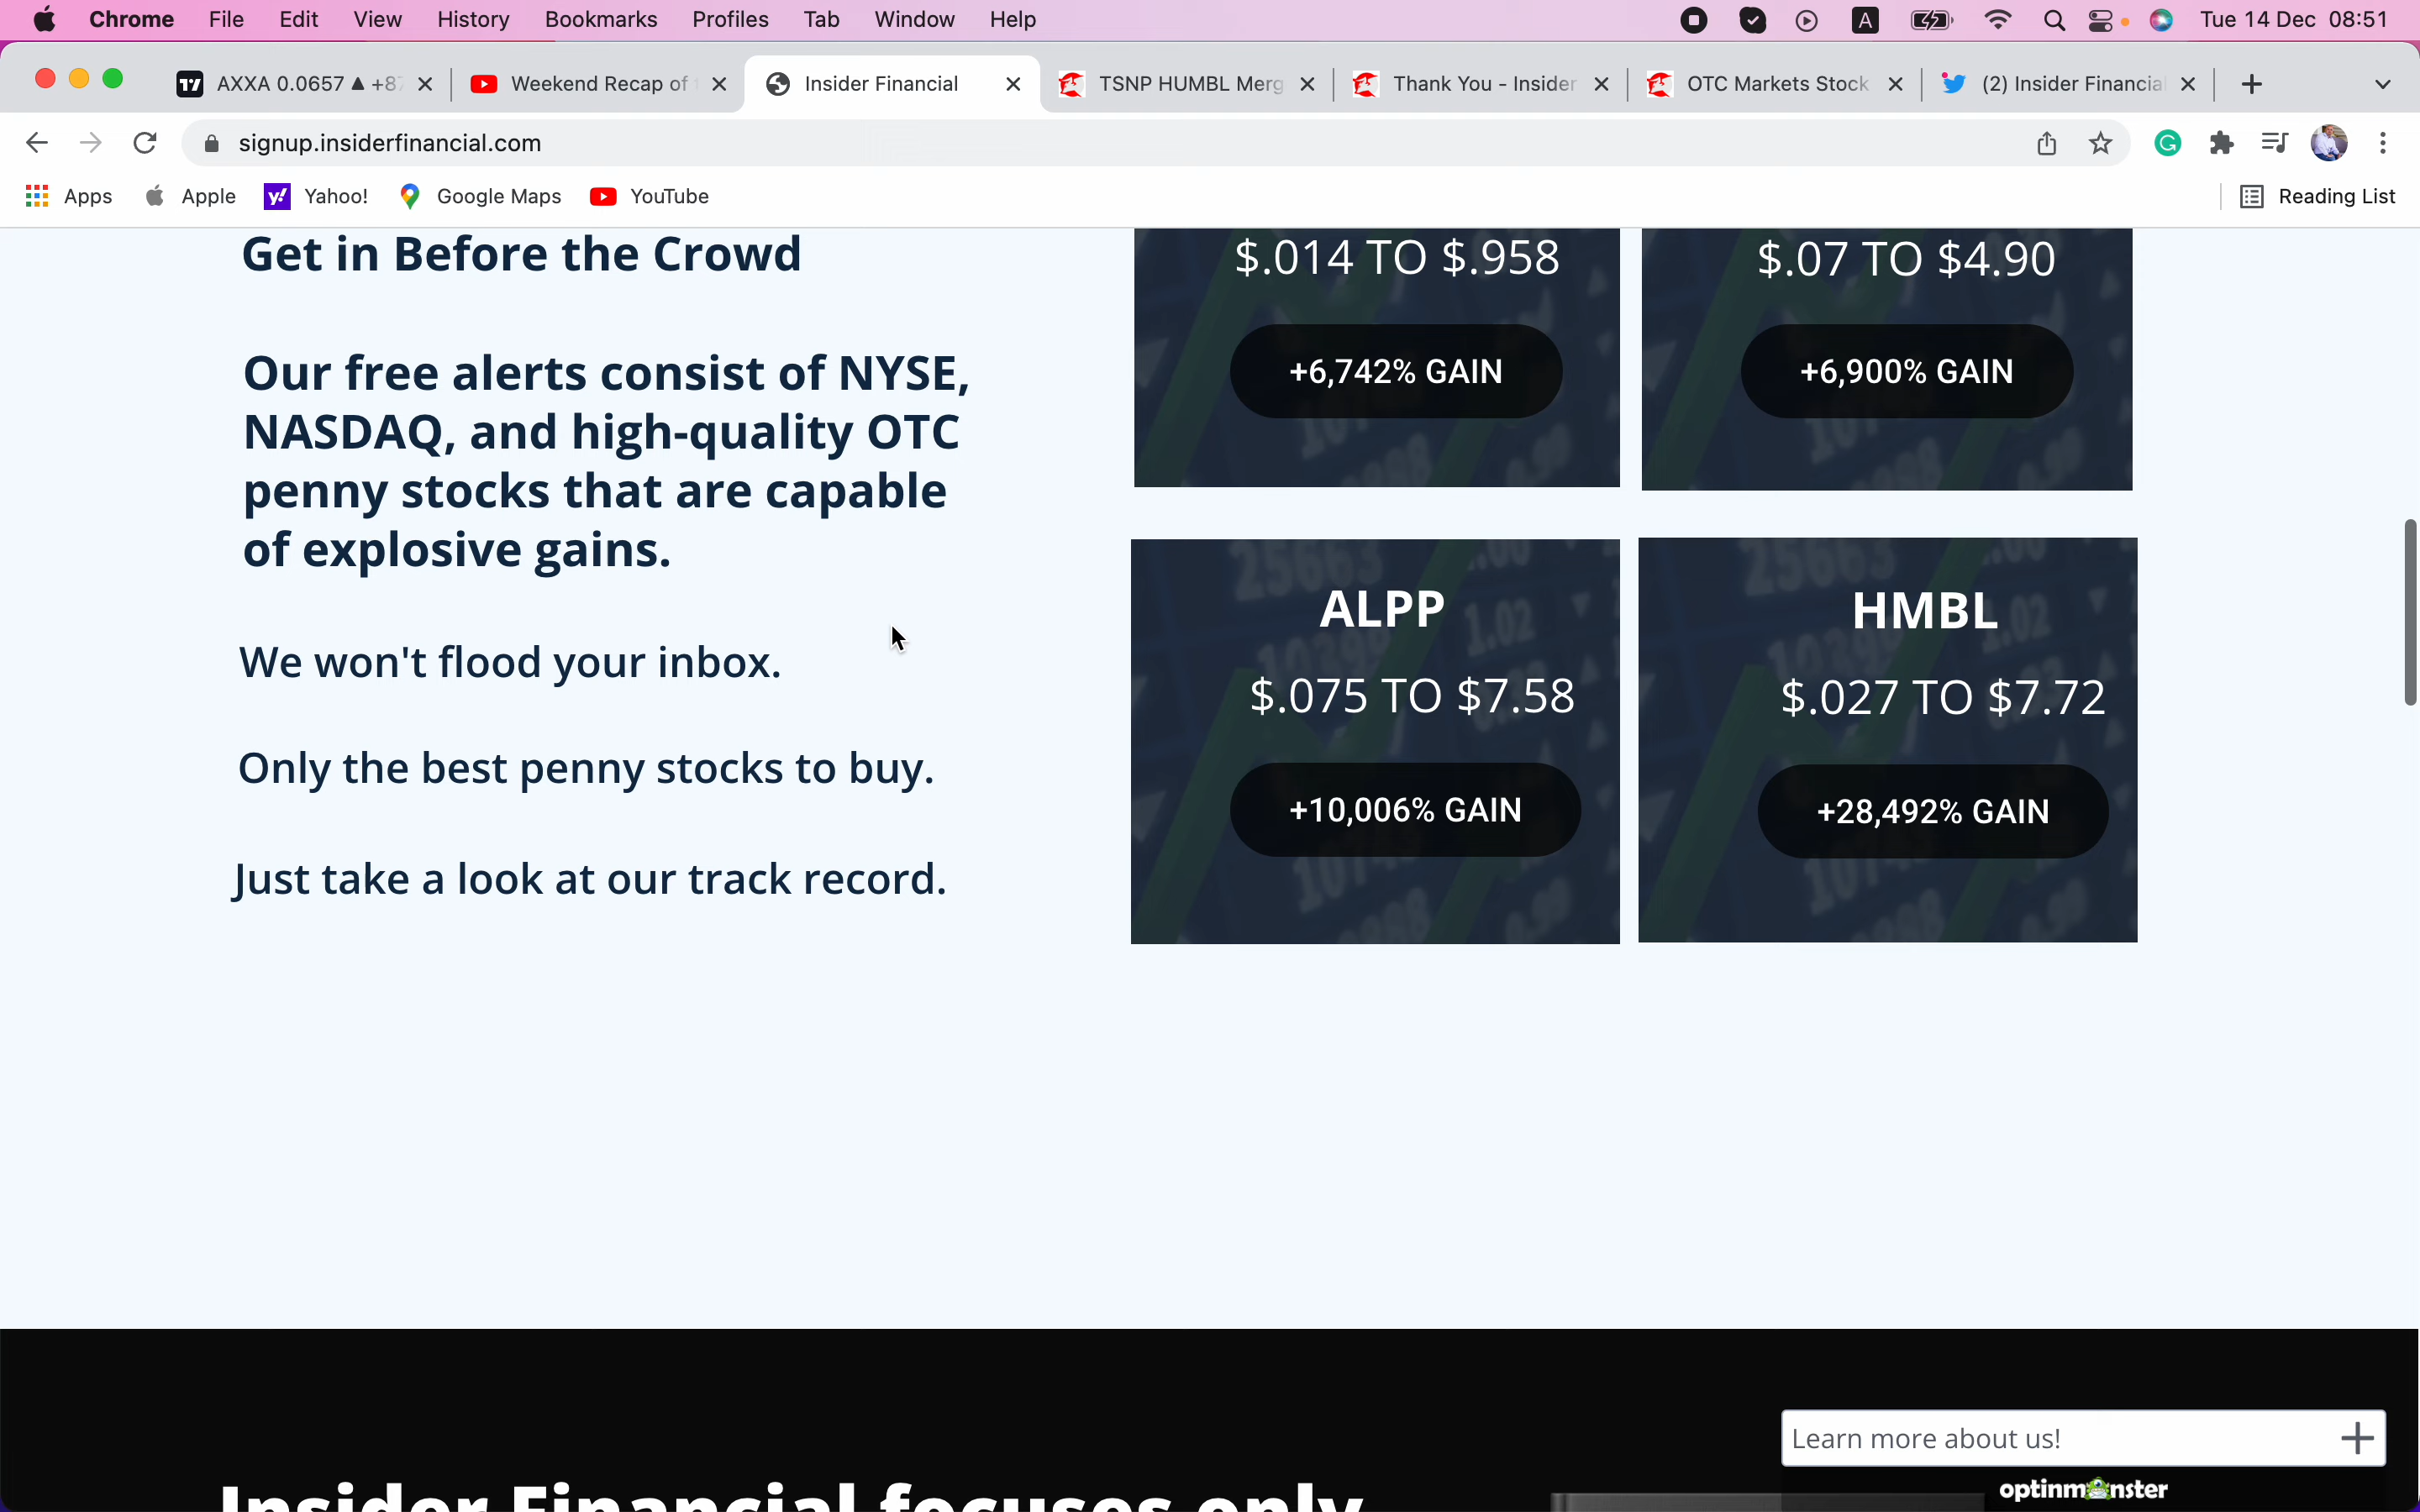 Chrome File Edit View History Bookmarks Profiles Tab Window Help A Tue 14 Dec 08:51
AXXA 0.0657 ▲ +8 Weekend Recap of Insider Financial TSNP HUMBL Merg Thank You - Insider OTC Markets Stock (2) Insider Financial
signup.insiderfinancial.com
Apps Apple Yahoo! Google Maps YouTube Reading List
Get in Before the Crowd
Our free alerts consist of NYSE,
NASDAQ, and high-quality OTC
penny stocks that are capable
of explosive gains.
We won't flood your inbox.
Only the best penny stocks to buy.
Just take a look at our track record.
$.014 TO $.958
+6,742% GAIN
$.07 TO $4.90
+6,900% GAIN
ALPP
$.075 TO $7.58
+10,006% GAIN
HMBL
$.027 TO $7.72
+28,492% GAIN
Insider Financial focuses only
Learn more about us!
optinmonster